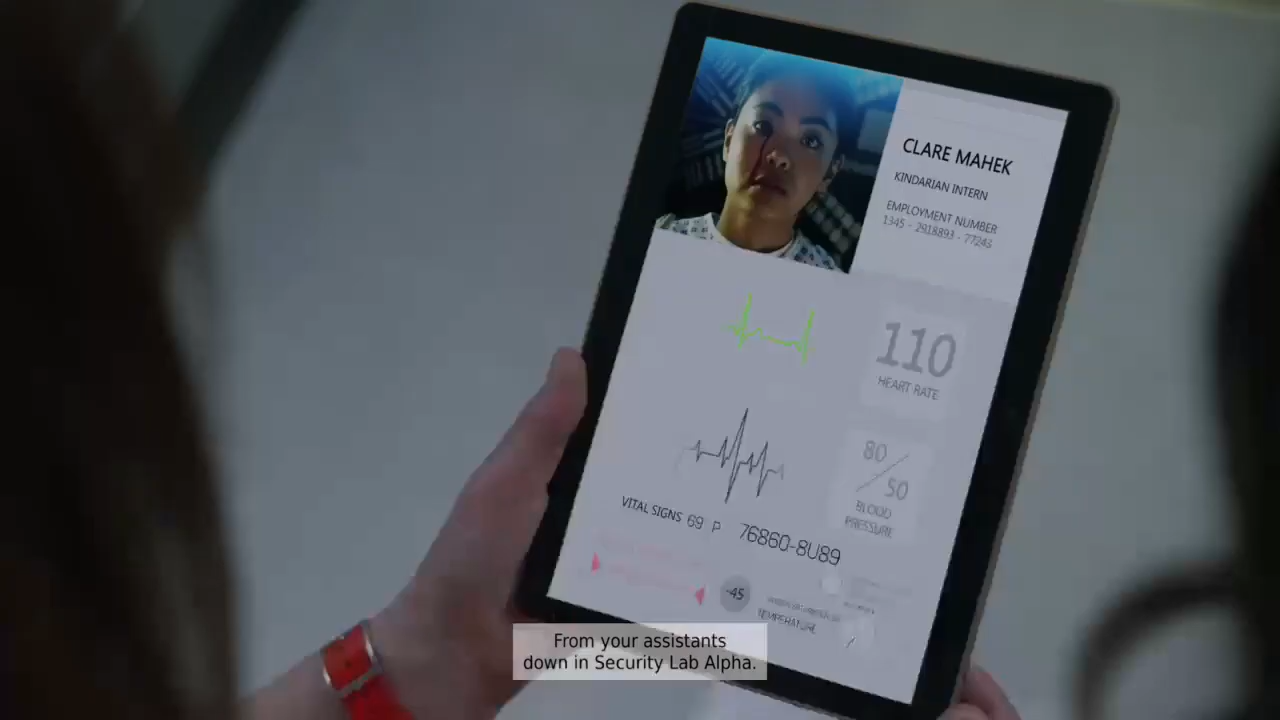 CLARE MAHEK
KINDARIAN INTERN
EMPLOYMENT NUMBER
1345 - 2918893 - 77243
110
HEART RATE
80
50
BLOOD
PRESSURE
VITAL SIGNS 69 P 76860-8U89
-45
TEMPERATURE
From your assistants
down in Security Lab Alpha.